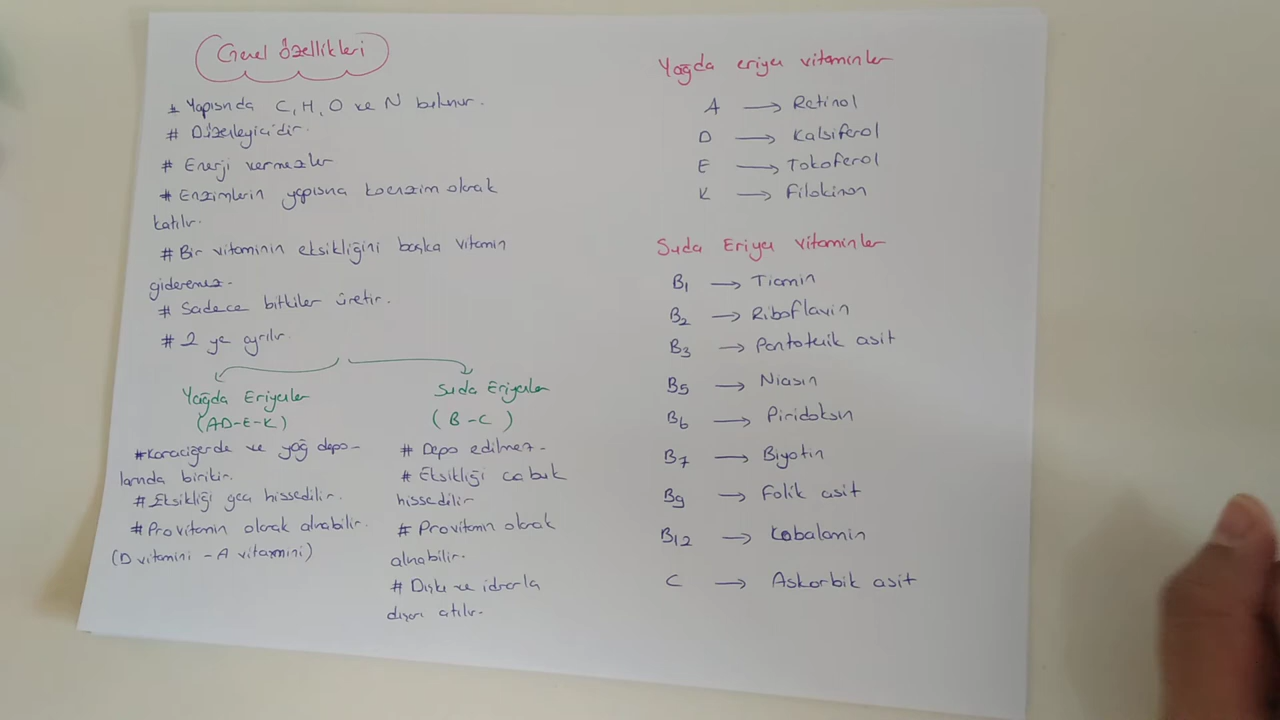 Genel özellikleri
# Yapısında C, H, O ve N bulunur.
# Düzenleyicidir.
# Enerji vermezler
# Enzimlerin yapısına koenzim olarak
katılır.
# Bir vitaminin eksikliğini başka vitamin
gideremez.
# Sadece bitkiler üretir.
# 2 ye ayrılır.
Yağda Eriyenler
(AD-E-K)
# Karaciğerde ve yağ depo-
larında birikir.
# Eksikliği geç hissedilir.
# Provitamin olarak alınabilir.
(D vitamini - A vitamini)
Suda Eriyenler
(B-C)
# Depo edilmez.
# Eksikliği çabuk
hissedilir
# Provitamin olarak
alınabilir.
# Dışkı ve idrarla
dışarı atılır.
Yağda eriyen vitaminler
A → Retinol
D → Kalsiferol
E → Tokoferol
K → Filokinon
Suda Eriyen vitaminler
B1 → Tiamin
B2 → Riboflavin
B3 → Pantotenik asit
B5 → Niasin
B6 → Piridoksin
B7 → Biyotin
B9 → Folik asit
B12 → Kobalamin
C → Askorbik asit